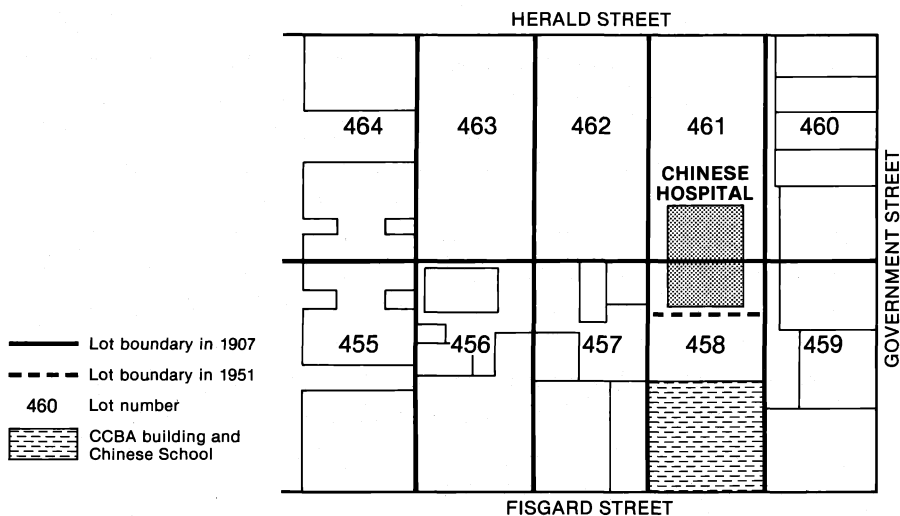 HERALD STREET
464
463
462
461
460
CHINESE
HOSPITAL
GOVERNMENT STREET
Lot boundary in 1907
Lot boundary in 1951
460 Lot number
CCBA building and
Chinese School
455
456
457
458
459
FISGARD STREET